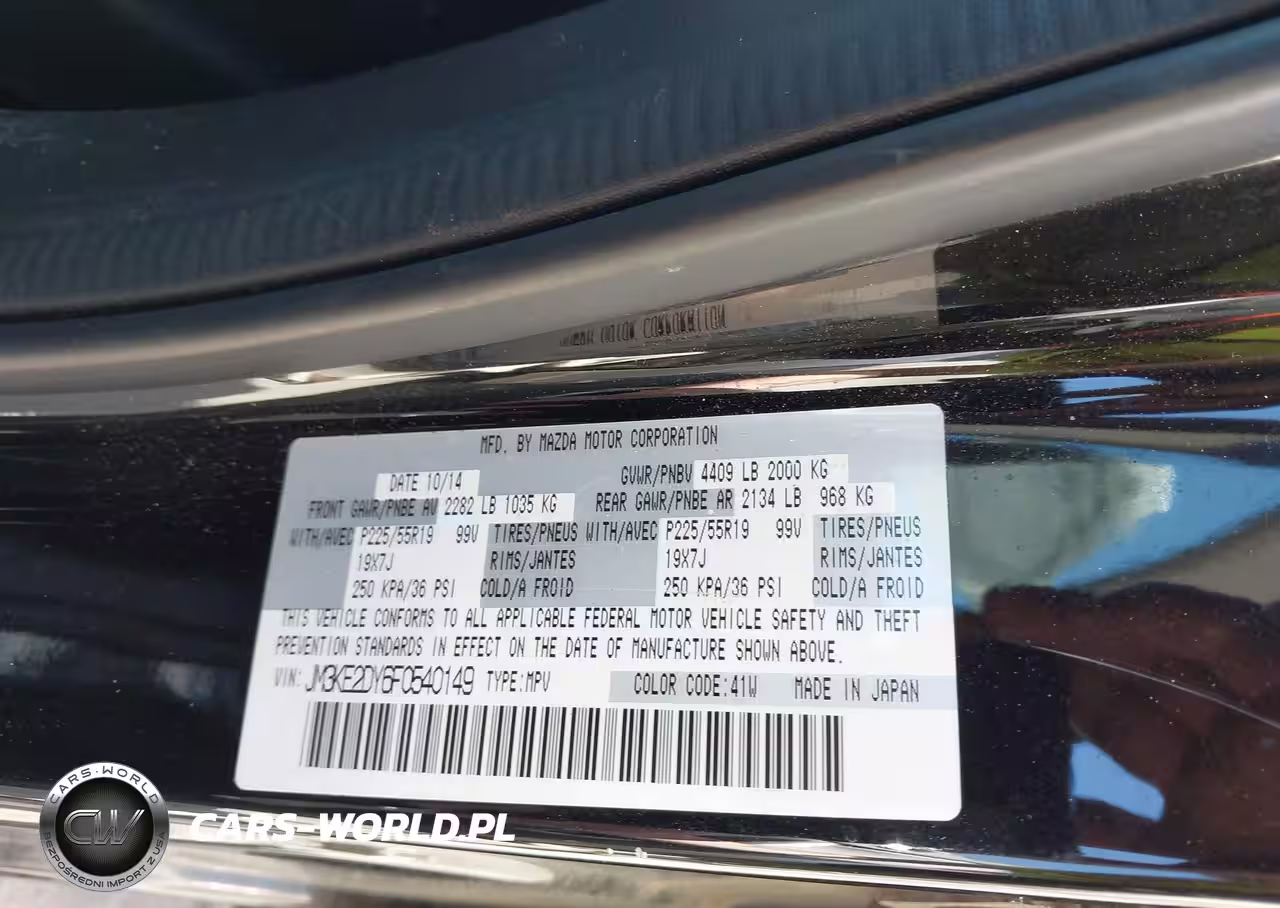 MFD. BY MAZDA MOTOR CORPORATION
DATE 10/14 GVWR/PNBV 4409 LB 2000 KG
FRONT GAWR/PNBE AV 2282 LB 1035 KG REAR GAWR/PNBE AR 2134 LB 968 KG
WITH/AVEC P225/55R19 99V TIRES/PNEUS WITH/AVEC P225/55R19 99V TIRES/PNEUS
19X7J RIMS/JANTES 19X7J RIMS/JANTES
250 KPA/36 PSI COLD/A FROID 250 KPA/36 PSI COLD/A FROID
THIS VEHICLE CONFORMS TO ALL APPLICABLE FEDERAL MOTOR VEHICLE SAFETY AND THEFT
PREVENTION STANDARDS IN EFFECT ON THE DATE OF MANUFACTURE SHOWN ABOVE.
VIN: JM3KE2DY6F0540149 TYPE:MPV COLOR CODE:41W MADE IN JAPAN
CARS-WORLD
CW
BEZPOŚREDNI IMPORT Z USA
CARS-WORLD.PL